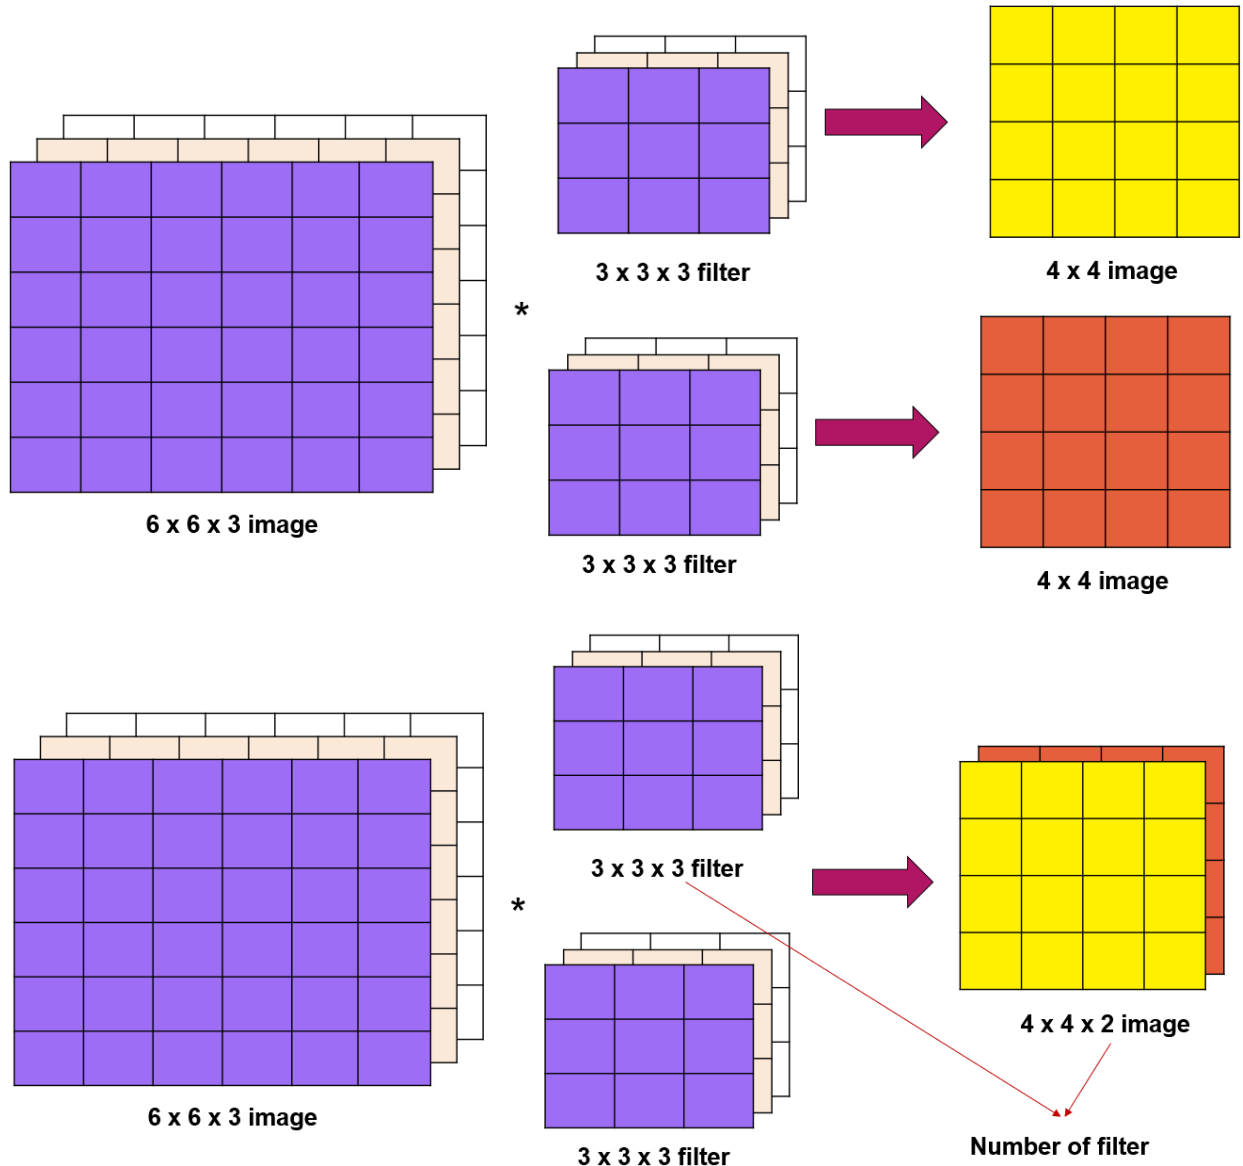 3 x 3 x 3 filter
4 x 4 image
*
6 x 6 x 3 image
3 x 3 x 3 filter
4 x 4 image
3 x 3 x 3 filter
*
4 x 4 x 2 image
6 x 6 x 3 image
3 x 3 x 3 filter
Number of filter